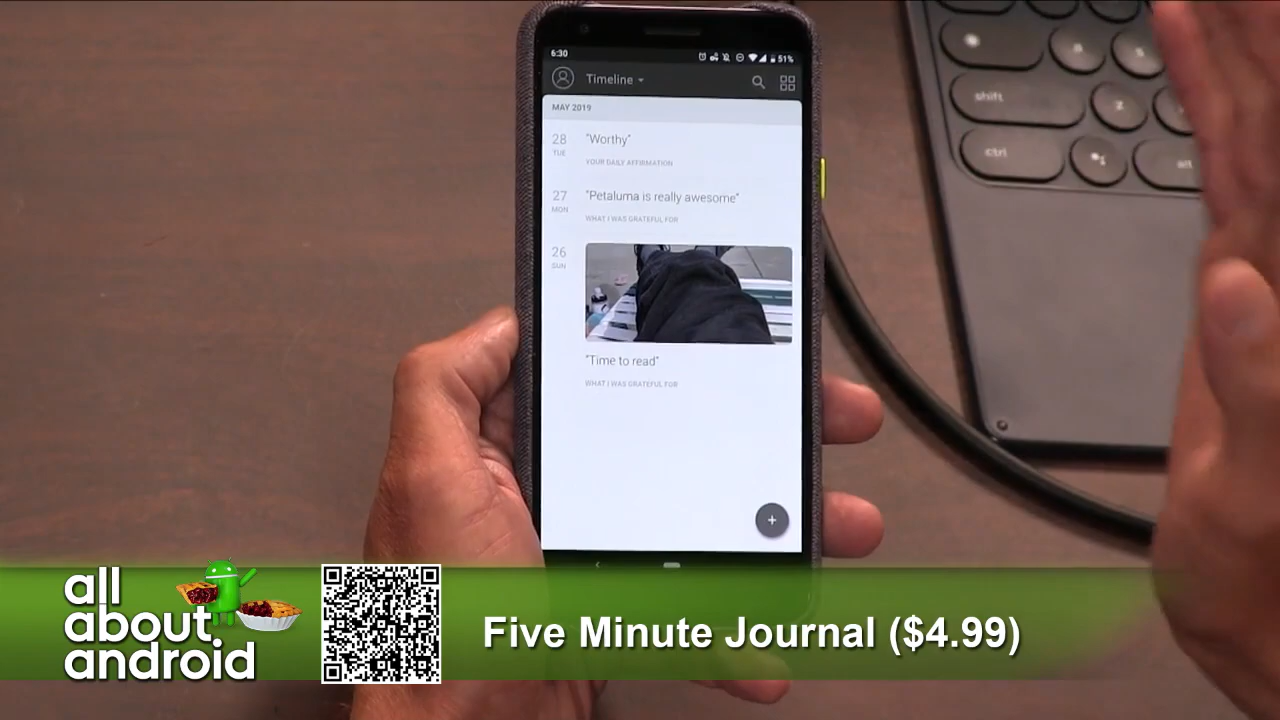 6:30
51%
Timeline
MAY 2019
28
TUE
"Worthy"
YOUR DAILY AFFIRMATION
27
MON
"Petaluma is really awesome"
WHAT I WAS GRATEFUL FOR
26
SUN
"Time to read"
WHAT I WAS GRATEFUL FOR
+
a
s
shift
z
ctrl
alt
all
about
android
Five Minute Journal ($4.99)